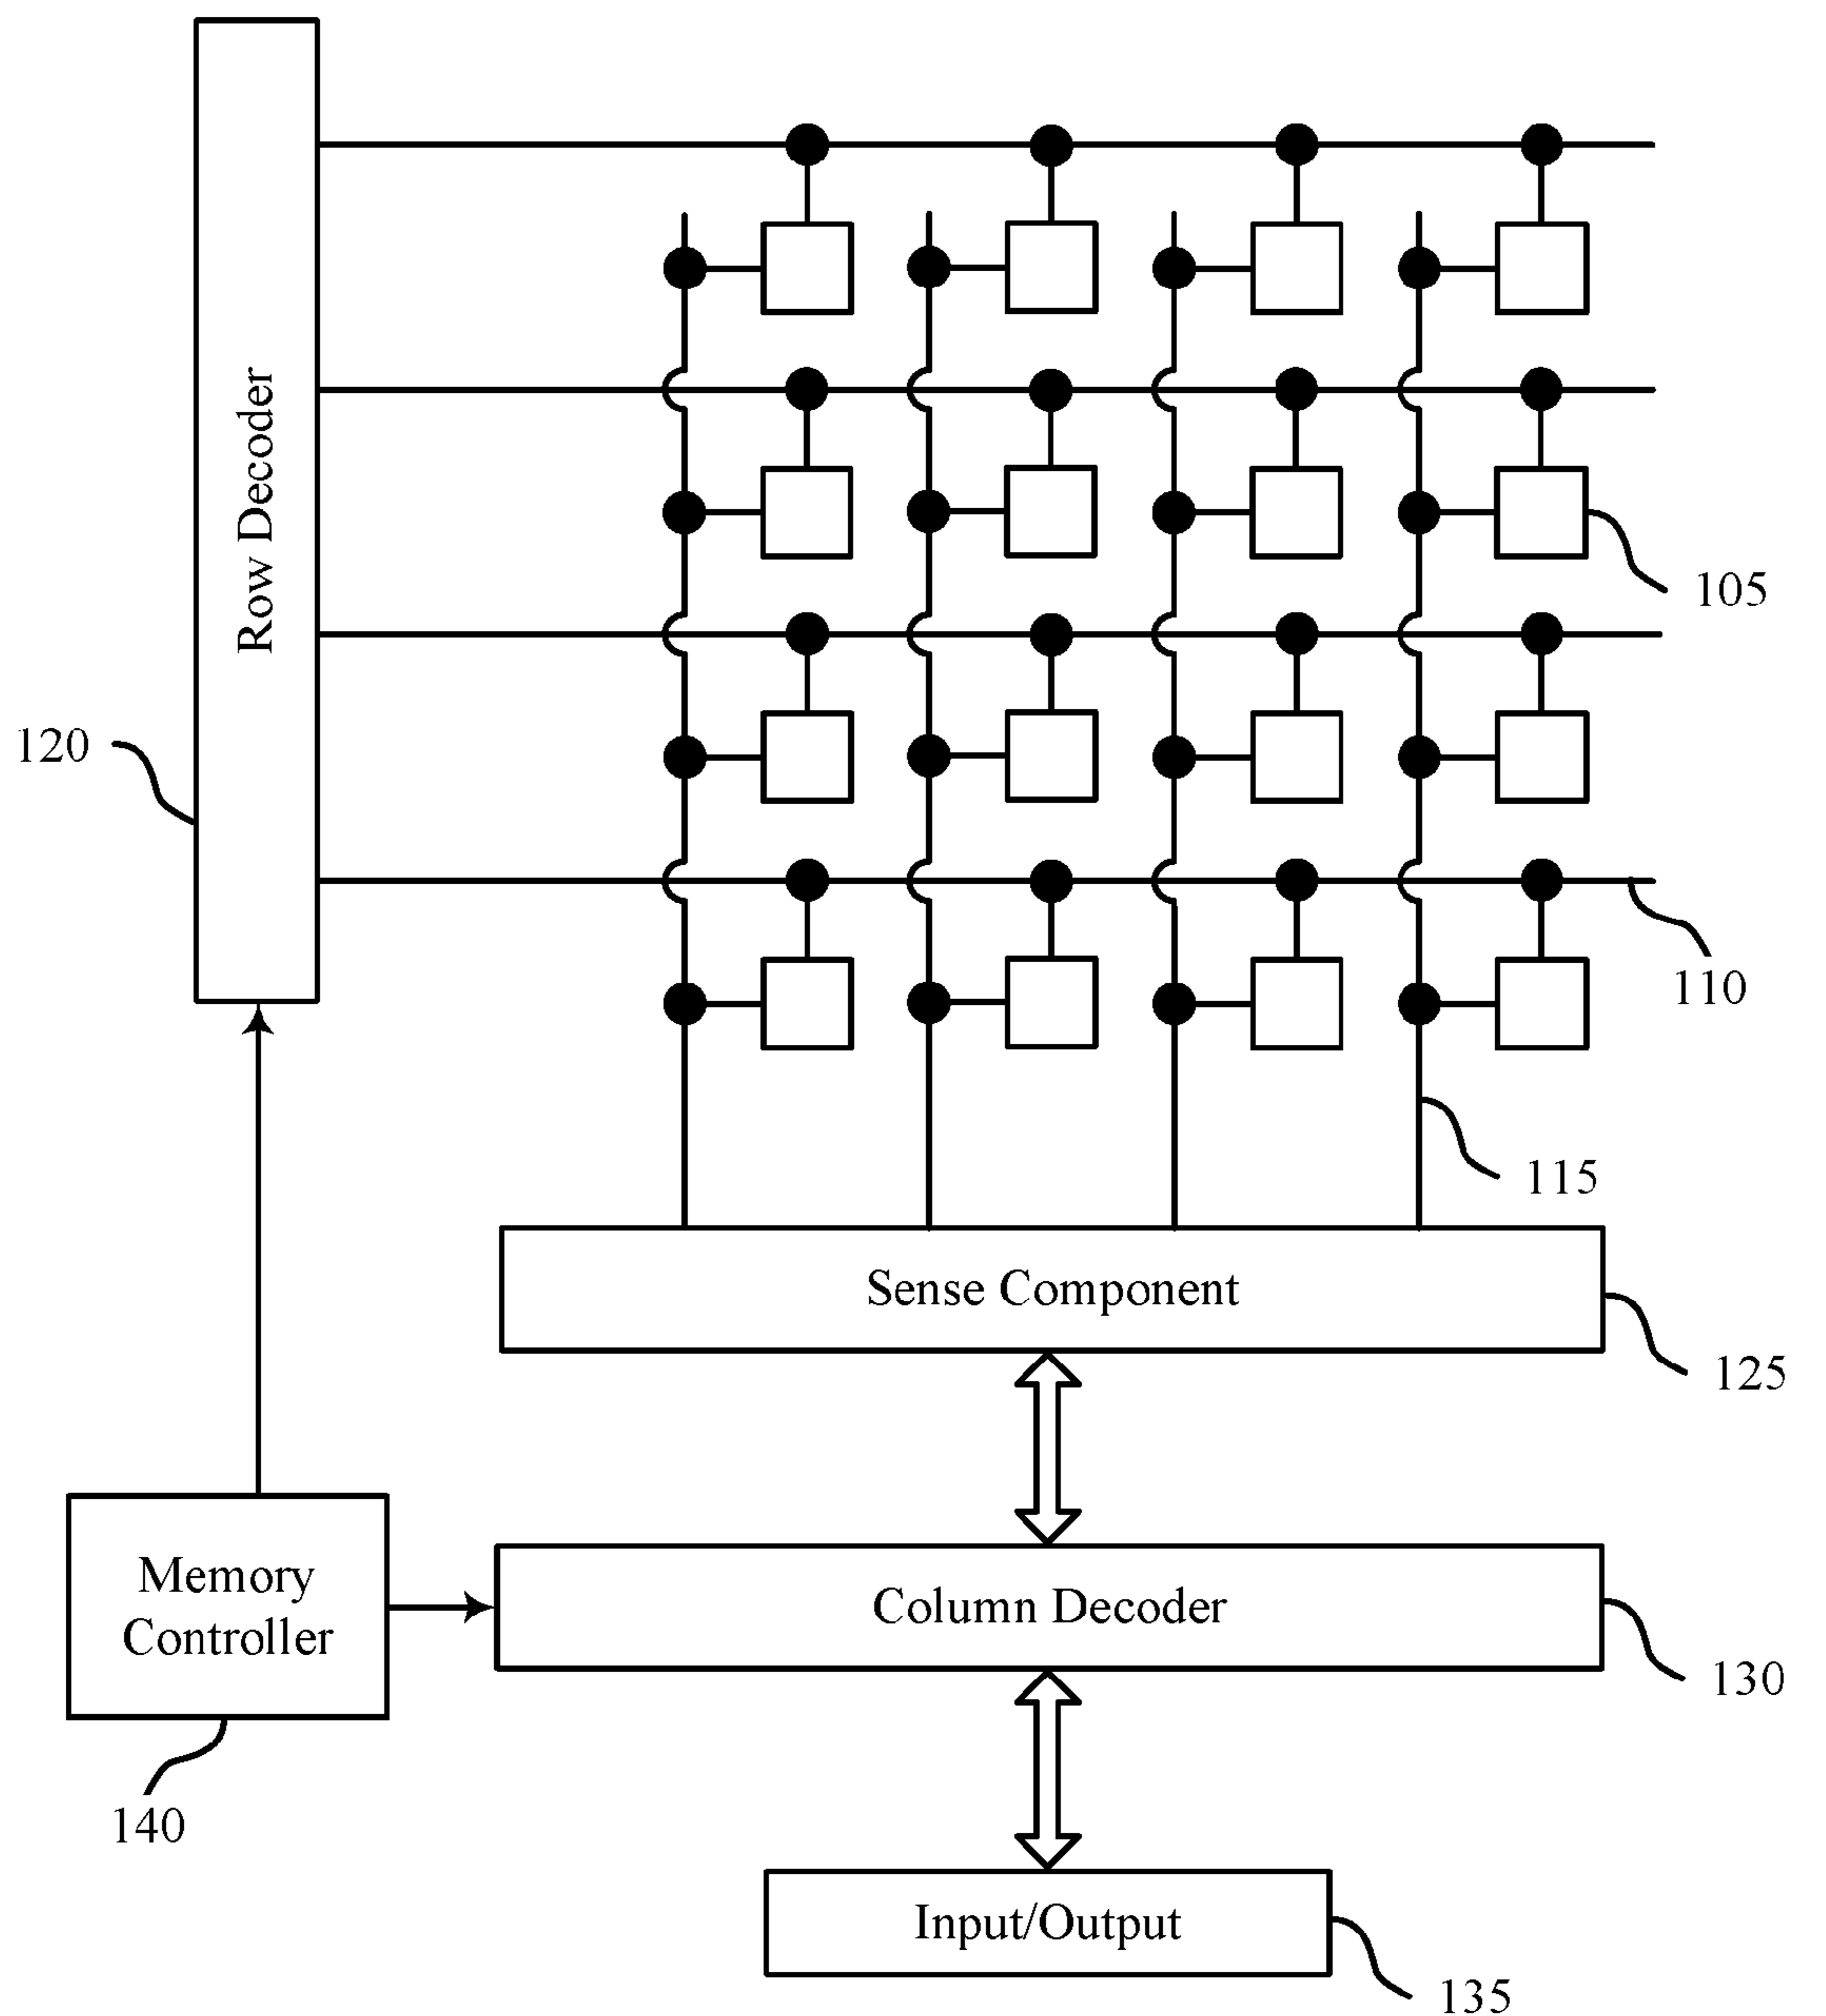 Row Decoder
105
120
110
115
Sense Component
125
Memory
Controller
Column Decoder
130
140
Input/Output
135